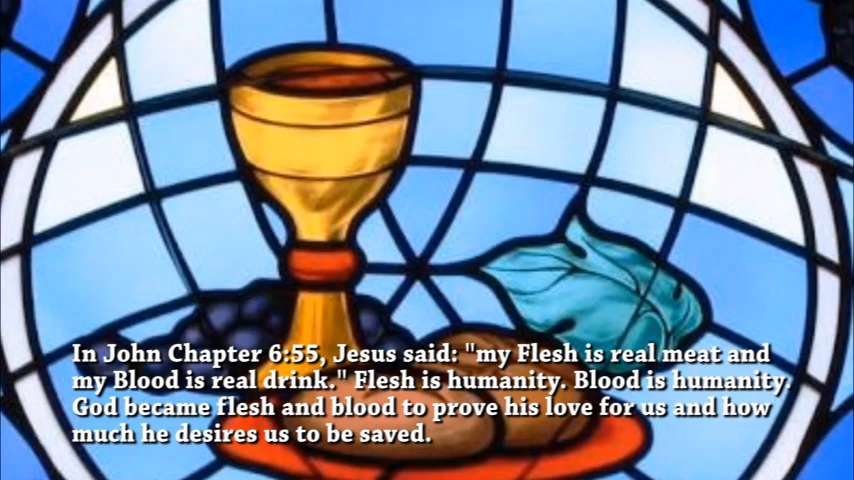 In John Chapter 6:55, Jesus said: "my Flesh is real meat and
my Blood is real drink." Flesh is humanity. Blood is humanity.
God became flesh and blood to prove his love for us and how
much he desires us to be saved.